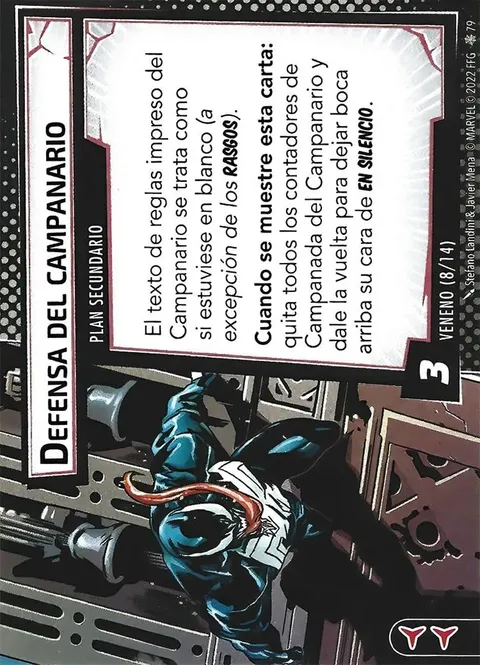 DEFENSA DEL CAMPANARIO
PLAN SECUNDARIO
El texto de reglas impreso del
Campanario se trata como
si estuviese en blanco (a
excepción de los RASGOS).
Cuando se muestre esta carta:
quita todos los contadores de
Campanada del Campanario y
dale la vuelta para dejar boca
arriba su cara de EN SILENCIO.
3
VENENO (8/14)
Stefano Landini & Javier Mena © MARVEL © 2022 FFG 79